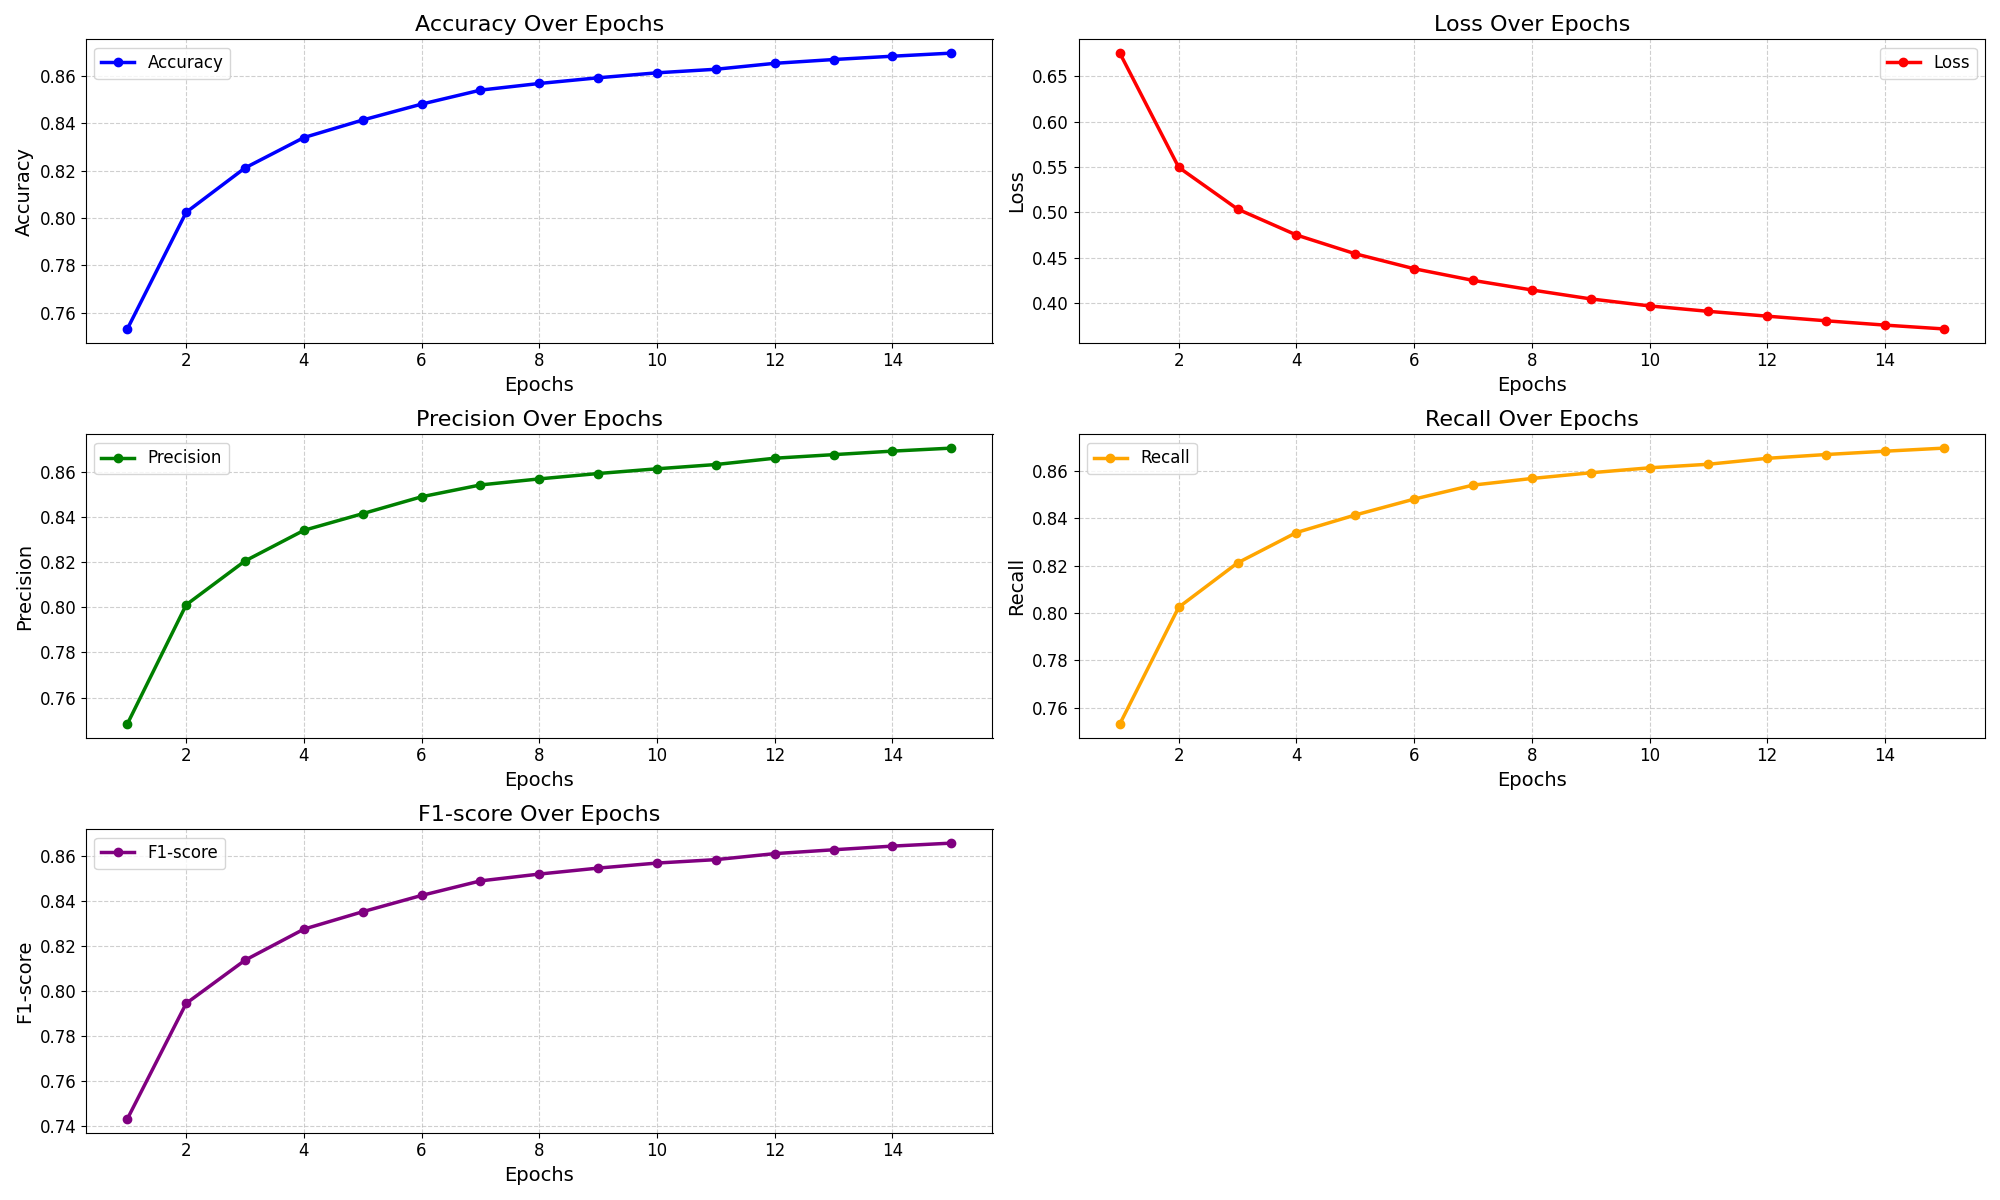 Accuracy Over Epochs
Accuracy
Accuracy
0.86
0.84
0.82
0.80
0.78
0.76
2 4 6 8 10 12 14
Epochs
Loss Over Epochs
Loss
Loss
0.65
0.60
0.55
0.50
0.45
0.40
2 4 6 8 10 12 14
Epochs
Precision Over Epochs
Precision
Precision
0.86
0.84
0.82
0.80
0.78
0.76
2 4 6 8 10 12 14
Epochs
Recall Over Epochs
Recall
Recall
0.86
0.84
0.82
0.80
0.78
0.76
2 4 6 8 10 12 14
Epochs
F1-score Over Epochs
F1-score
F1-score
0.86
0.84
0.82
0.80
0.78
0.76
0.74
2 4 6 8 10 12 14
Epochs